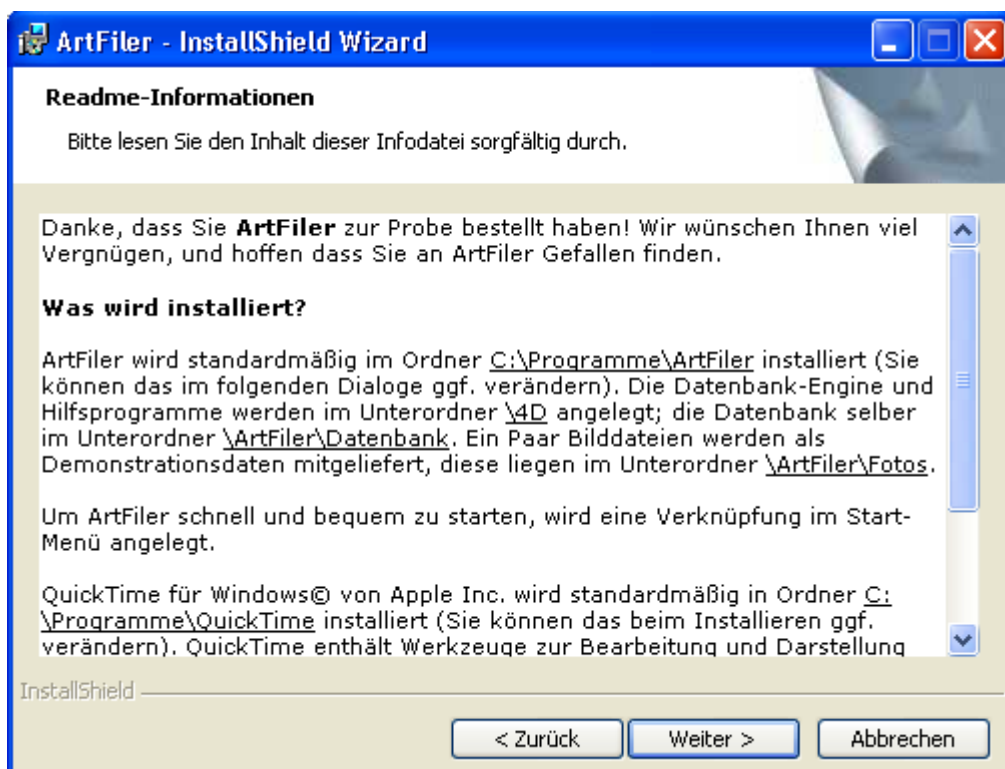 ArtFiler - InstallShield Wizard
Readme-Informationen
Bitte lesen Sie den Inhalt dieser Infodatei sorgfältig durch.
Danke, dass Sie ArtFiler zur Probe bestellt haben! Wir wünschen Ihnen viel
Vergnügen, und hoffen dass Sie an ArtFiler Gefallen finden.
Was wird installiert?
ArtFiler wird standardmäßig im Ordner C:\Programme\ArtFiler installiert (Sie
können das im folgenden Dialoge ggf. verändern). Die Datenbank-Engine und
Hilfsprogramme werden im Unterordner \4D angelegt; die Datenbank selber
im Unterordner \ArtFiler\Datenbank. Ein Paar Bilddateien werden als
Demonstrationsdaten mitgeliefert, diese liegen im Unterordner \ArtFiler\Fotos.
Um ArtFiler schnell und bequem zu starten, wird eine Verknüpfung im Start-
Menü angelegt.
QuickTime für Windows© von Apple Inc. wird standardmäßig in Ordner C:
\Programme\QuickTime installiert (Sie können das beim Installieren ggf.
verändern). QuickTime enthält Werkzeuge zur Bearbeitung und Darstellung
InstallShield
< Zurück
Weiter >
Abbrechen